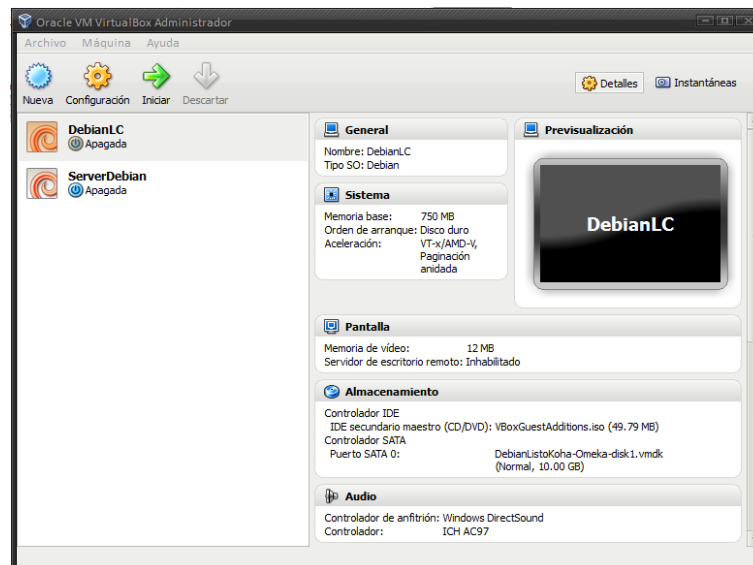 Oracle VM VirtualBox Administrador
Archivo Máquina Ayuda
Nueva Configuración Iniciar Descartar
Detalles Instantáneas
DebianLC
Apagada
ServerDebian
Apagada
General
Nombre: DebianLC
Tipo SO: Debian
Sistema
Memoria base: 750 MB
Orden de arranque: Disco duro
Aceleración: VT-x/AMD-V,
Paginación
anidada
Previsualización
DebianLC
Pantalla
Memoria de vídeo: 12 MB
Servidor de escritorio remoto: Inhabilitado
Almacenamiento
Controlador IDE
IDE secundario maestro (CD/DVD): VBoxGuestAdditions.iso (49.79 MB)
Controlador SATA
Puerto SATA 0: DebianListoKoha-Omeka-disk1.vmdk
(Normal, 10.00 GB)
Audio
Controlador de anfitrión: Windows DirectSound
Controlador: ICH AC97